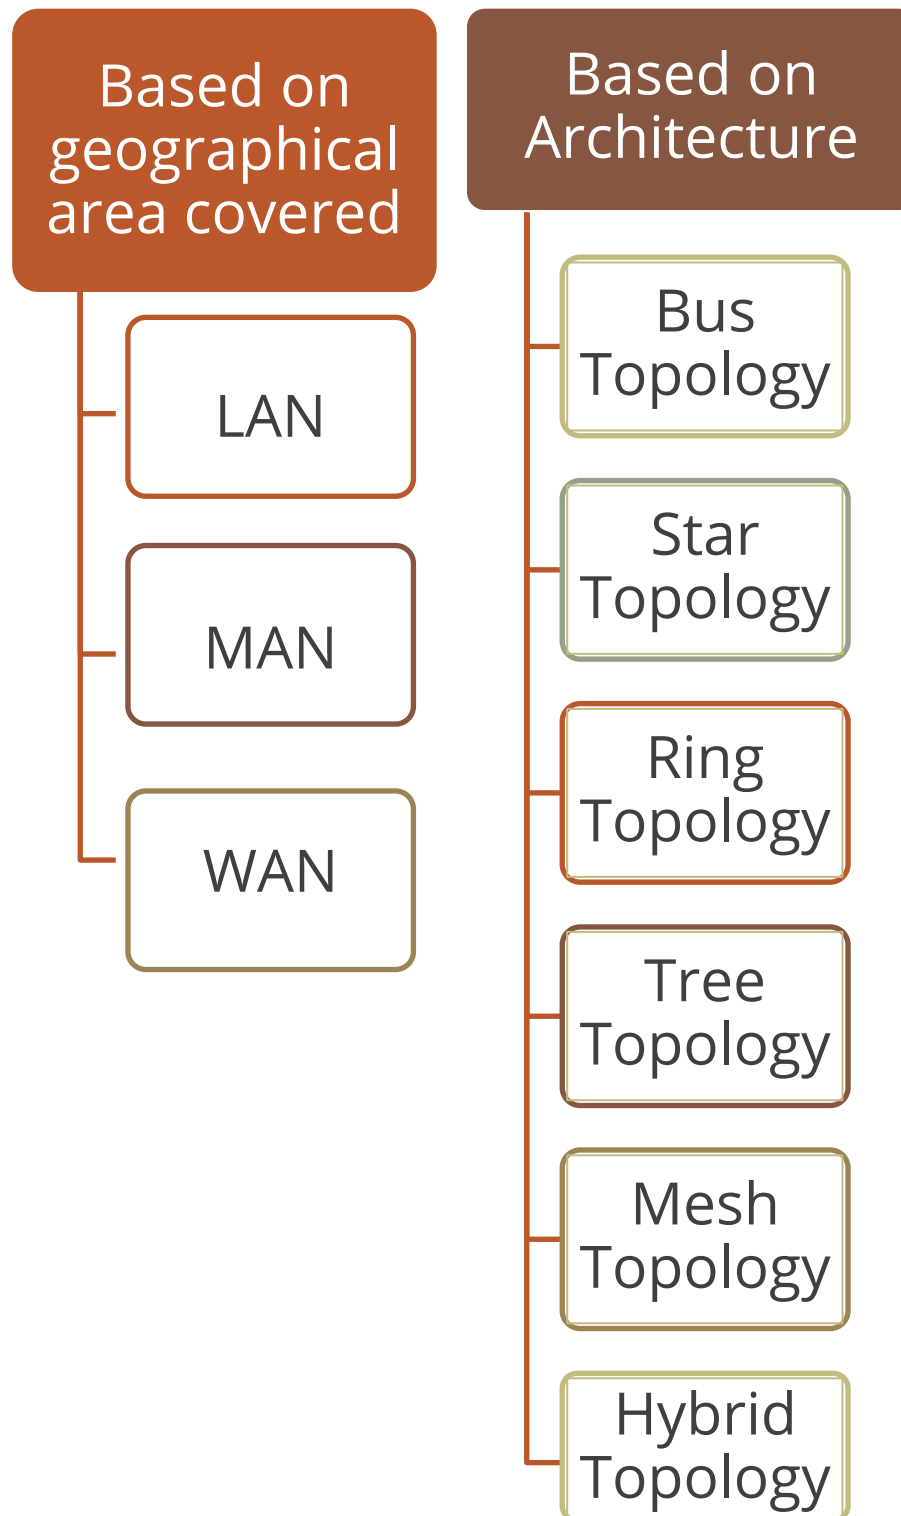 Based on
geographical
area covered
LAN
MAN
WAN
Based on
Architecture
Bus
Topology
Star
Topology
Ring
Topology
Tree
Topology
Mesh
Topology
Hybrid
Topology